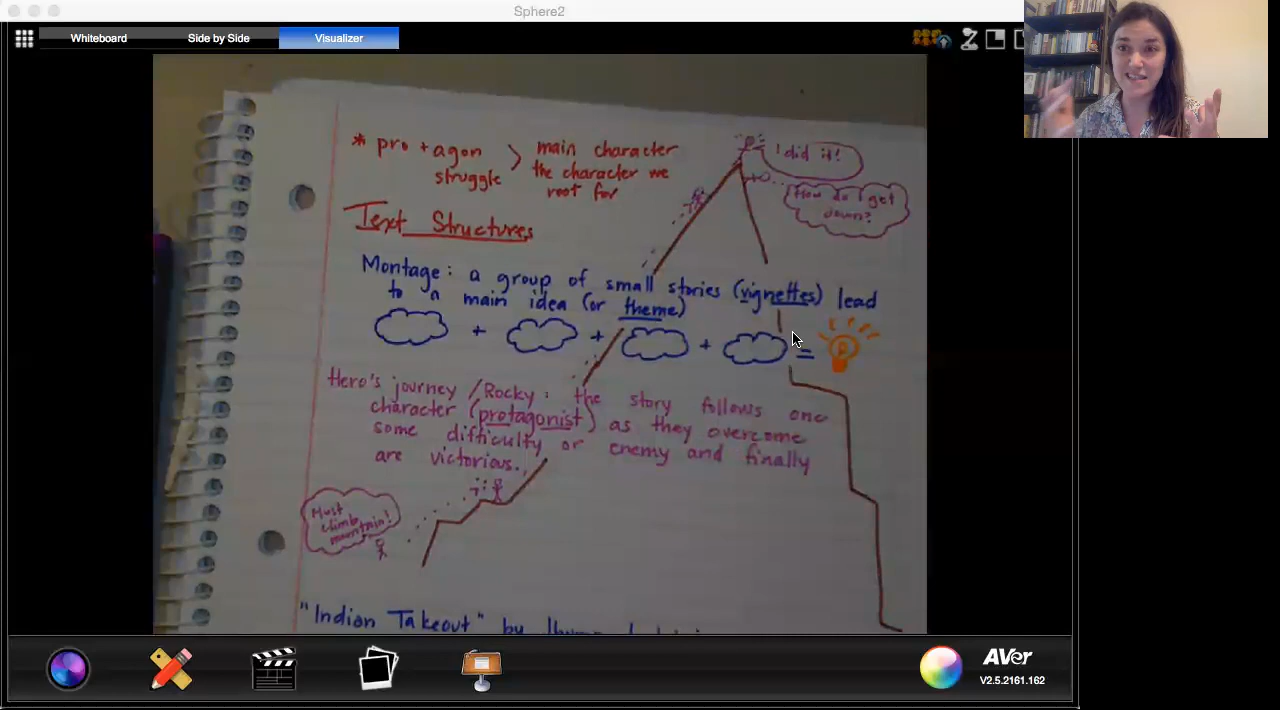 Sphere2
Whiteboard
Side by Side
Visualizer
* pro + agon > main character
struggle the character we
root for
I did it!
How do I get
down?
Text Structures
Montage: a group of small stories (vignettes) lead
to a main idea (or theme)
+ + + =
Hero's journey / Rocky: the story follows one
character (protagonist) as they overcome
some difficulty or enemy and finally
are victorious.
Must
climb
mountain!
"Indian Takeout" by
AVer
V2.5.2161.162